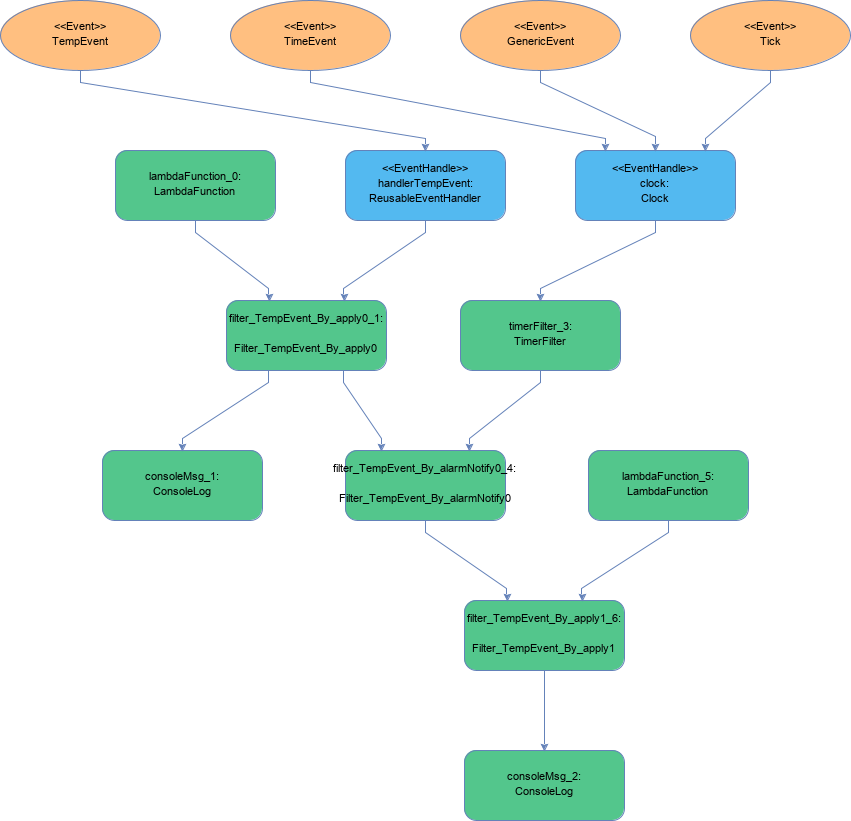 <<Event>>
TempEvent
<<Event>>
TimeEvent
<<Event>>
GenericEvent
<<Event>>
Tick
lambdaFunction_0:
LambdaFunction
<<EventHandle>>
handlerTempEvent:
ReusableEventHandler
<<EventHandle>>
clock:
Clock
filter_TempEvent_By_apply0_1:
Filter_TempEvent_By_apply0
timerFilter_3:
TimerFilter
consoleMsg_1:
ConsoleLog
filter_TempEvent_By_alarmNotify0_4:
Filter_TempEvent_By_alarmNotify0
lambdaFunction_5:
LambdaFunction
filter_TempEvent_By_apply1_6:
Filter_TempEvent_By_apply1
consoleMsg_2:
ConsoleLog